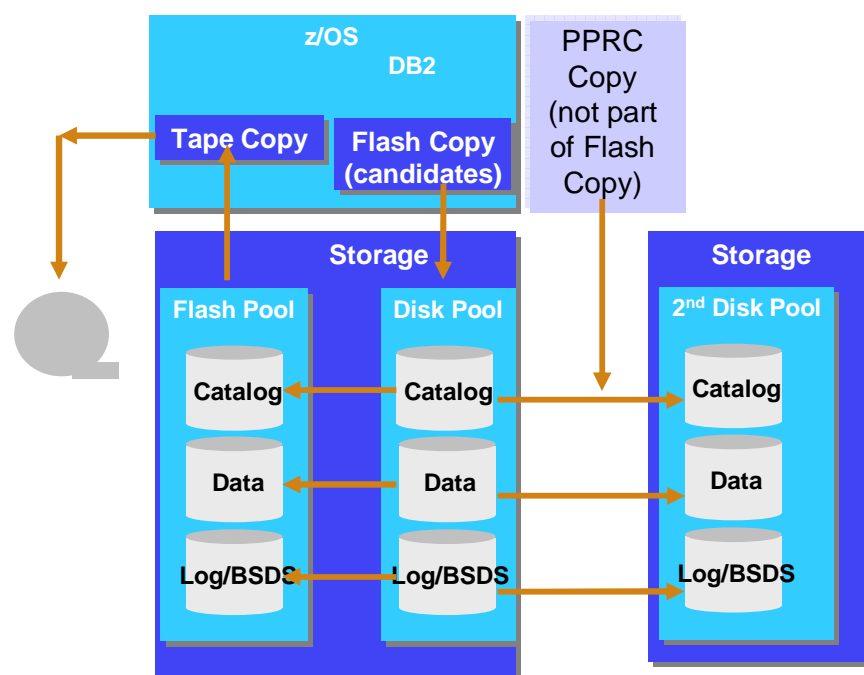 z/OS
DB2
Tape Copy
Flash Copy
(candidates)
PPRC
Copy
(not part
of Flash
Copy)
Storage
Flash Pool
Disk Pool
Catalog
Catalog
Data
Data
Log/BSDS
Log/BSDS
Storage
2nd Disk Pool
Catalog
Data
Log/BSDS